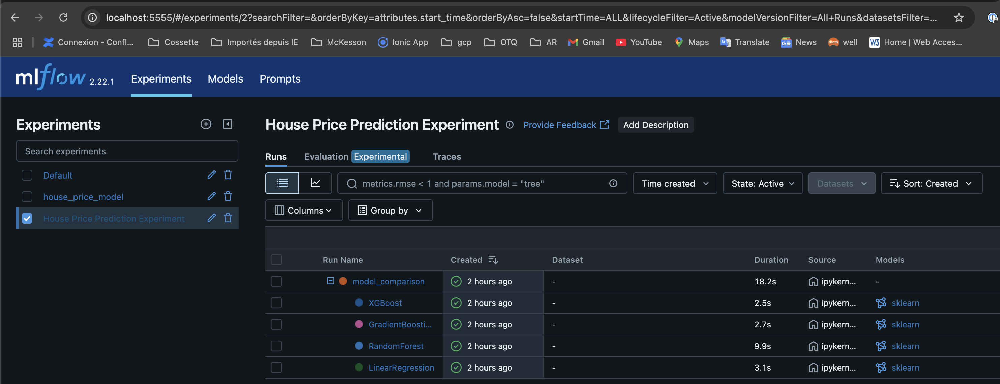 localhost:5555/#/experiments/2?searchFilter=&orderByKey=attributes.start_time&orderByAsc=false&startTime=ALL&lifecycleFilter=Active&modelVersionFilter=All+Runs&datasetsFilter=...
Connexion - Confl... Cossette Importés depuis IE McKesson Ionic App gcp OTQ AR Gmail YouTube Maps Translate News diem well W3 Home | Web Acces...
mlflow 2.22.1 Experiments Models Prompts
Experiments
Search experiments
Default
house_price_model
House Price Prediction Experiment
House Price Prediction Experiment Provide Feedback Add Description
Runs Evaluation Experimental Traces
metrics.rmse < 1 and params.model = "tree" Time created State: Active Datasets Sort: Created
Columns Group by
Run Name Created Dataset Duration Source Models
model_comparison 2 hours ago - 18.2s ipykern... -
XGBoost 2 hours ago - 2.5s ipykern... sklearn
GradientBoosti... 2 hours ago - 2.7s ipykern... sklearn
RandomForest 2 hours ago - 9.9s ipykern... sklearn
LinearRegression 2 hours ago - 3.1s ipykern... sklearn